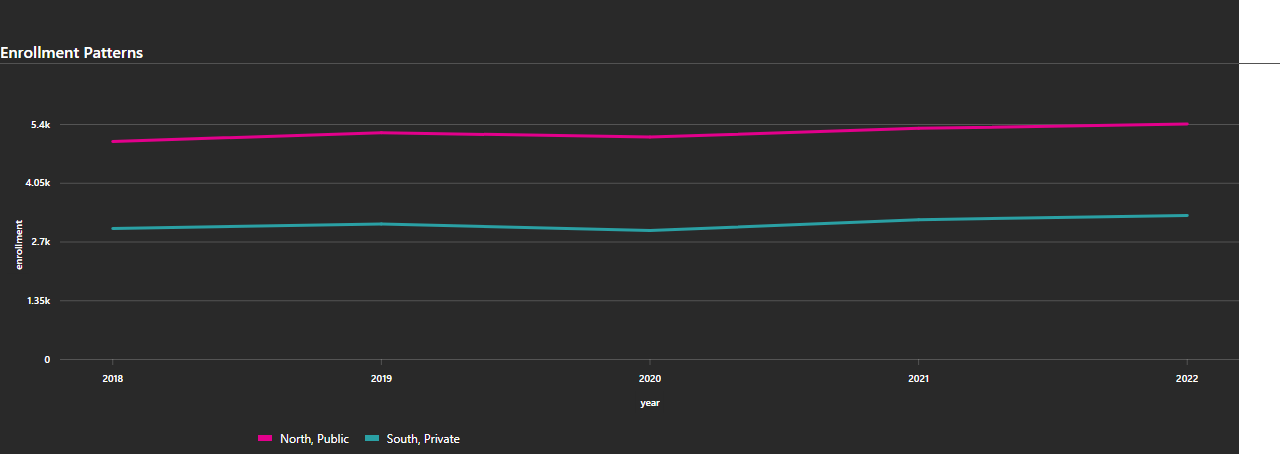 Enrollment Patterns
5.4k
4.05k
2.7k
1.35k
0
enrollment
2018 2019 2020 2021 2022
year
North, Public South, Private